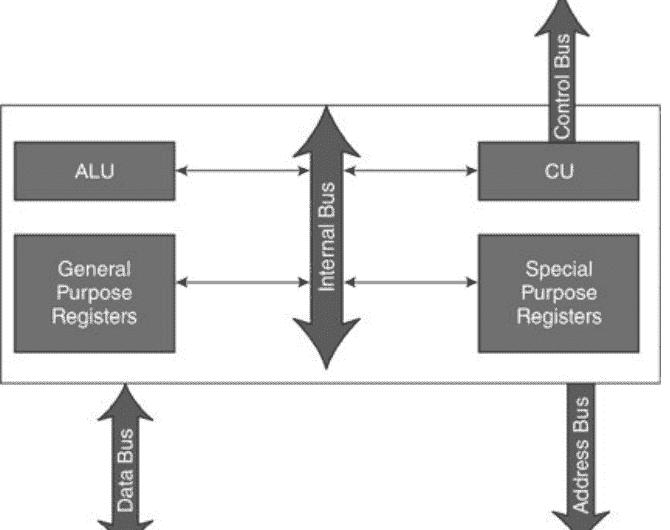 Control Bus
ALU
CU
Internal Bus
General
Purpose
Registers
Special
Purpose
Registers
Data Bus
Address Bus